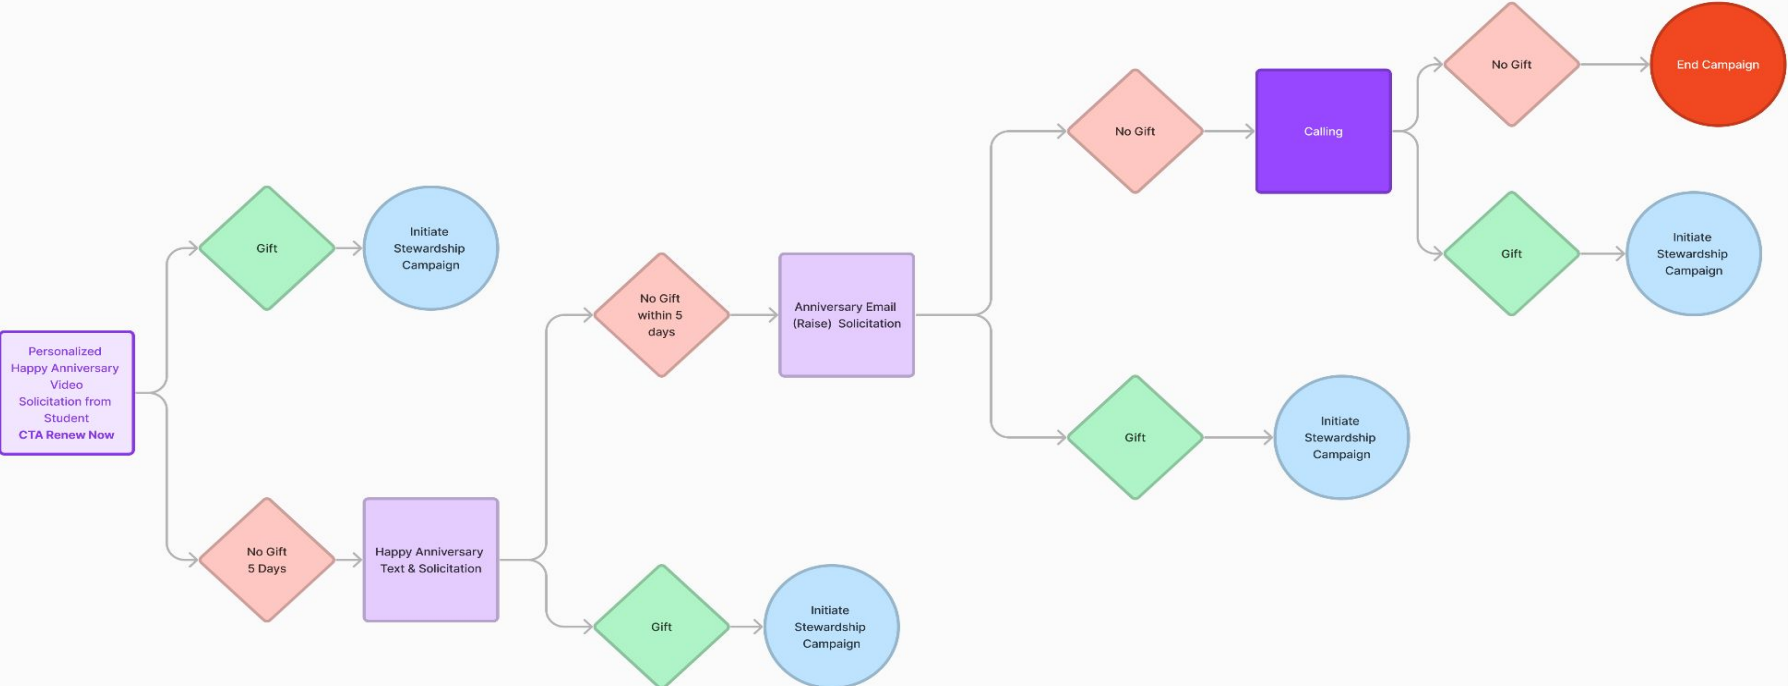 Personalized
Happy Anniversary
Video
Solicitation from
Student
CTA Renew Now
Gift
Initiate
Stewardship
Campaign
No Gift
5 Days
Happy Anniversary
Text & Solicitation
No Gift
within 5
days
Anniversary Email
(Raise) Solicitation
Gift
Initiate
Stewardship
Campaign
No Gift
Calling
No Gift
End Campaign
Gift
Initiate
Stewardship
Campaign
Gift
Initiate
Stewardship
Campaign